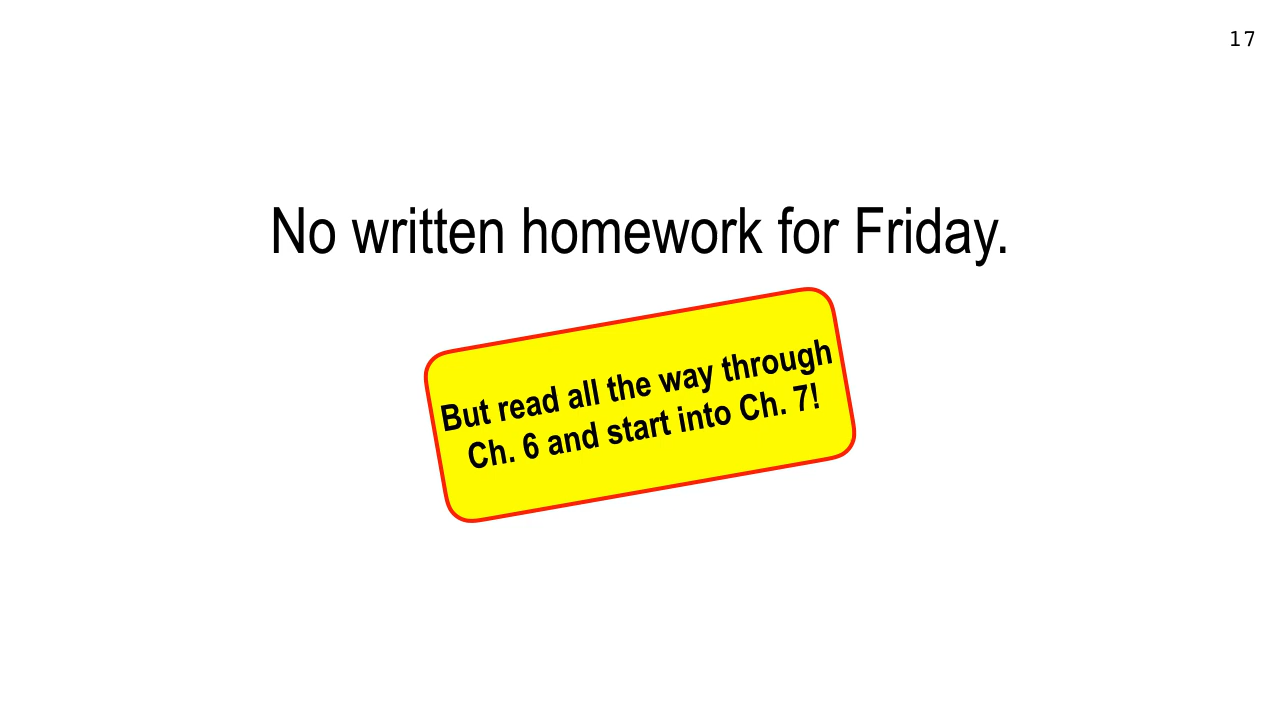 17
No written homework for Friday.
But read all the way through
Ch. 6 and start into Ch. 7!